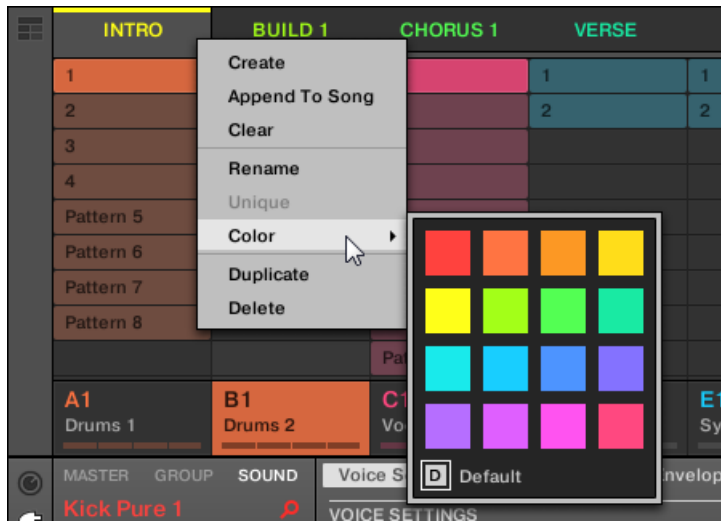 INTRO BUILD 1 CHORUS 1 VERSE
Create
Append To Song
Clear
Rename
Unique
Color
Duplicate
Delete
1 1 1
2 2 2
3
4
Pattern 5
Pattern 6
Pattern 7
Pattern 8
D Default
A1 B1
Drums 1 Drums 2
MASTER GROUP SOUND Voice S
Kick Pure 1 VOICE SETTINGS